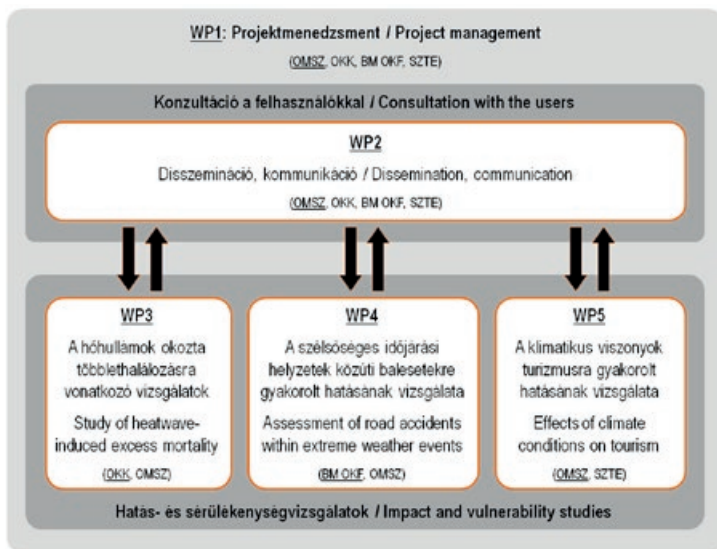 WP1: Projektmenedzsment / Project management
(OMSZ, OKK, BM OKF, SZTE)
Konzultáció a felhasználókkal / Consultation with the users
WP2
Disszemináció, kommunikáció / Dissemination, communication
(OMSZ, OKK, BM OKF, SZTE)
WP3
A hőhullámok okozta
többlethalálozásra
vonatkozó vizsgálatok
Study of heatwave-
induced excess mortality
(OKK, OMSZ)
WP4
A szélsőséges időjárási
helyzetek közúti balesetekre
gyakorolt hatásának vizsgálata
Assessment of road accidents
within extreme weather events
(BM OKF, OMSZ)
WP5
A klimatikus viszonyok
turizmusra gyakorolt
hatásának vizsgálata
Effects of climate
conditions on tourism
(OMSZ, SZTE)
Hatás- és sérülékenységvizsgálatok / Impact and vulnerability studies